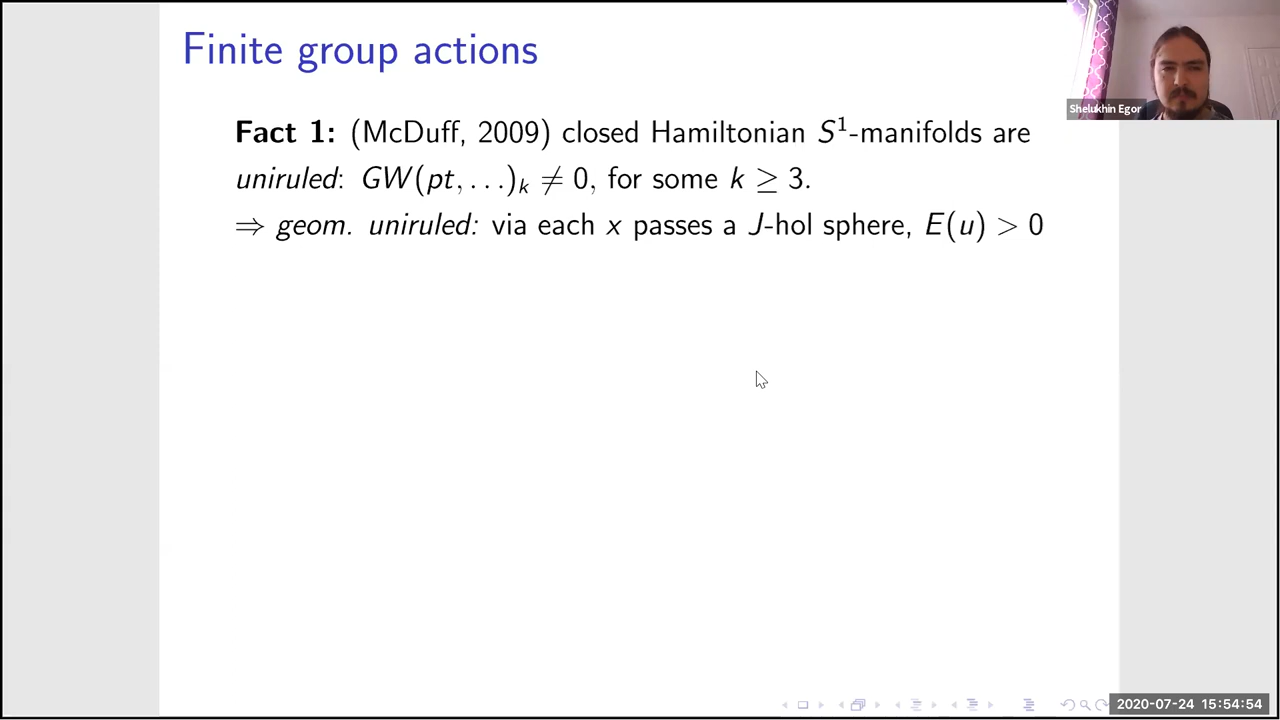 Finite group actions
Shelukhin Egor
Fact 1: (McDuff, 2009) closed Hamiltonian S¹-manifolds are
uniruled: GW(pt, . . .)ₖ ≠ 0, for some k ≥ 3.
⇒ geom. uniruled: via each x passes a J-hol sphere, E(u) > 0
2020-07-24 15:54:54